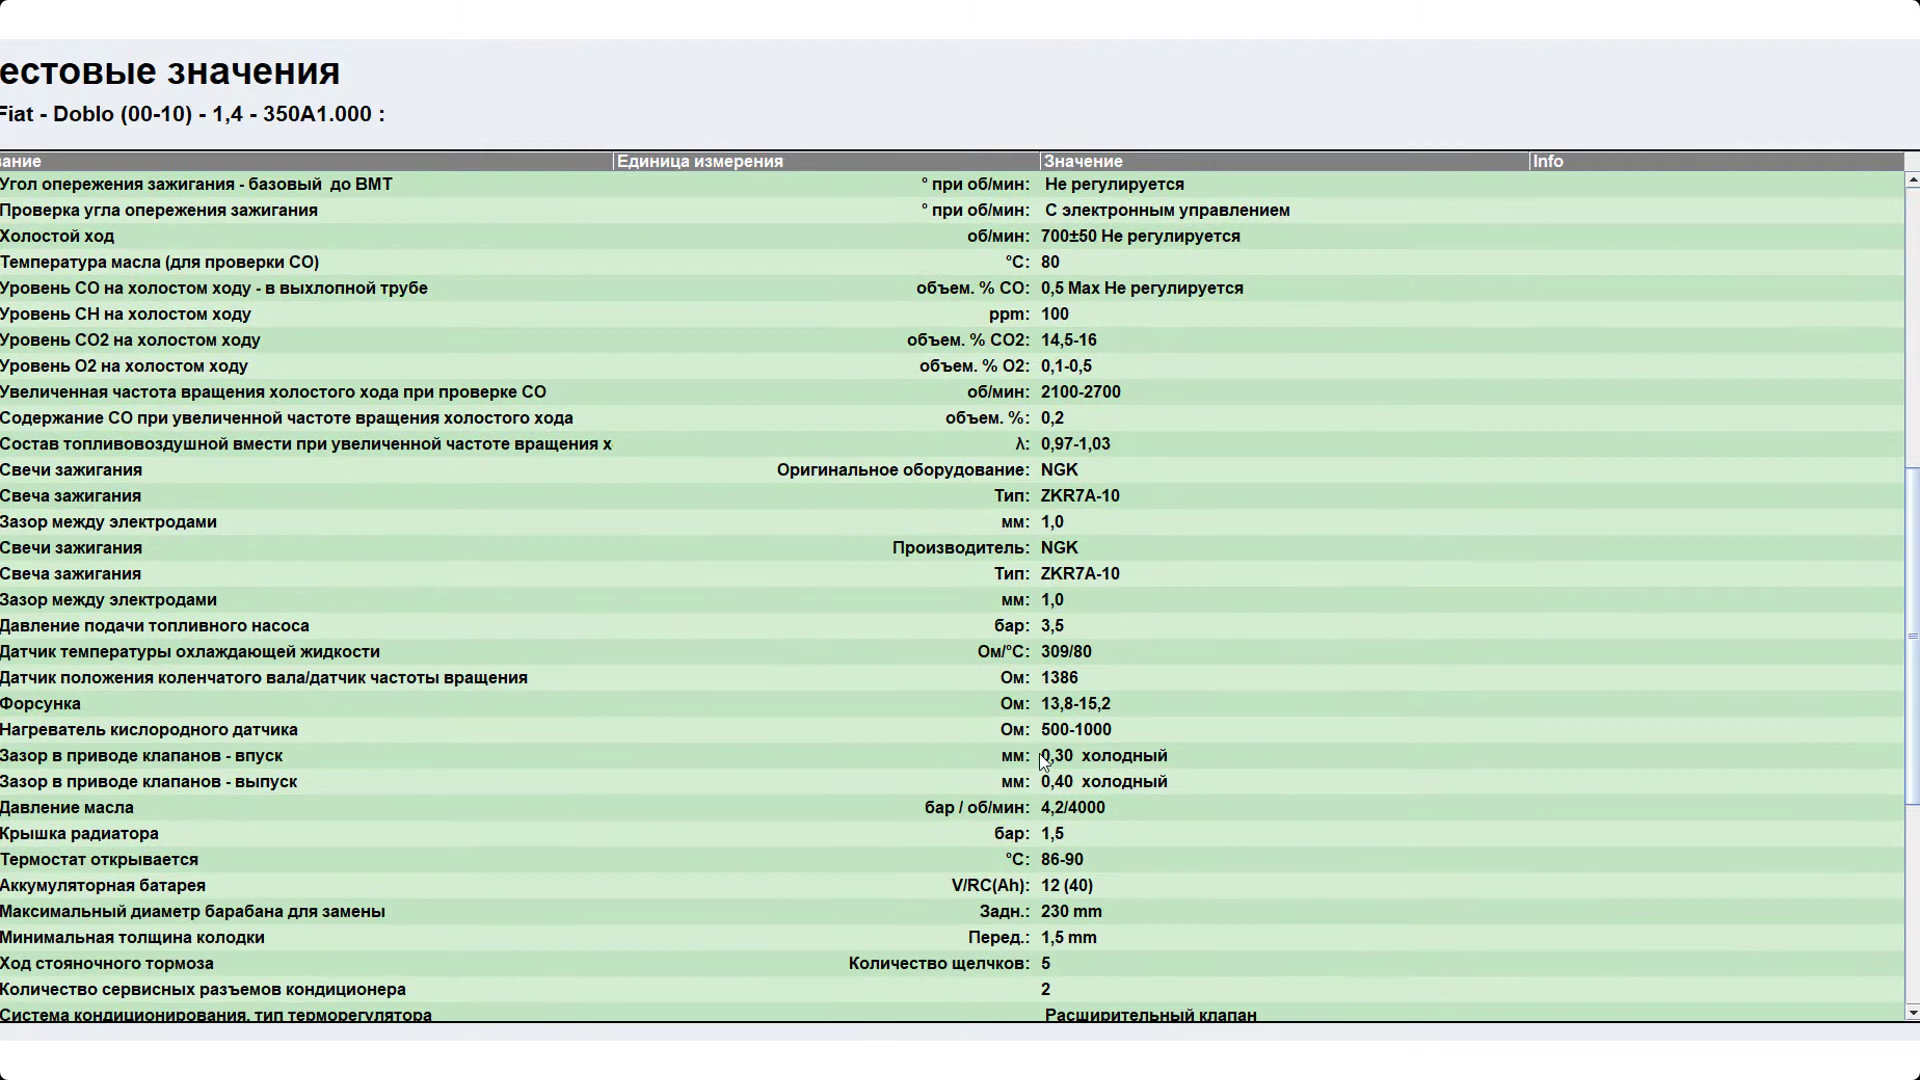 естовые значения
Fiat - Doblo (00-10) - 1,4 - 350A1.000 :
вание Единица измерения Значение Info
Угол опережения зажигания - базовый до ВМТ ° при об/мин: Не регулируется
Проверка угла опережения зажигания ° при об/мин: С электронным управлением
Холостой ход об/мин: 700±50 Не регулируется
Температура масла (для проверки CO) °C: 80
Уровень CO на холостом ходу - в выхлопной трубе объем. % CO: 0,5 Max Не регулируется
Уровень CH на холостом ходу ppm: 100
Уровень CO2 на холостом ходу объем. % CO2: 14,5-16
Уровень O2 на холостом ходу объем. % O2: 0,1-0,5
Увеличенная частота вращения холостого хода при проверке CO об/мин: 2100-2700
Содержание CO при увеличенной частоте вращения холостого хода объем. %: 0,2
Состав топливовоздушной вмести при увеличенной частоте вращения х λ: 0,97-1,03
Свечи зажигания Оригинальное оборудование: NGK
Свеча зажигания Тип: ZKR7A-10
Зазор между электродами мм: 1,0
Свечи зажигания Производитель: NGK
Свеча зажигания Тип: ZKR7A-10
Зазор между электродами мм: 1,0
Давление подачи топливного насоса бар: 3,5
Датчик температуры охлаждающей жидкости Ом/°C: 309/80
Датчик положения коленчатого вала/датчик частоты вращения Ом: 1386
Форсунка Ом: 13,8-15,2
Нагреватель кислородного датчика Ом: 500-1000
Зазор в приводе клапанов - впуск мм: 0,30 холодный
Зазор в приводе клапанов - выпуск мм: 0,40 холодный
Давление масла бар / об/мин: 4,2/4000
Крышка радиатора бар: 1,5
Термостат открывается °C: 86-90
Аккумуляторная батарея V/RC(Ah): 12 (40)
Максимальный диаметр барабана для замены Задн.: 230 mm
Минимальная толщина колодки Перед.: 1,5 mm
Ход стояночного тормоза Количество щелчков: 5
Количество сервисных разъемов кондиционера 2
Система кондиционирования, тип терморегулятора Расширительный клапан